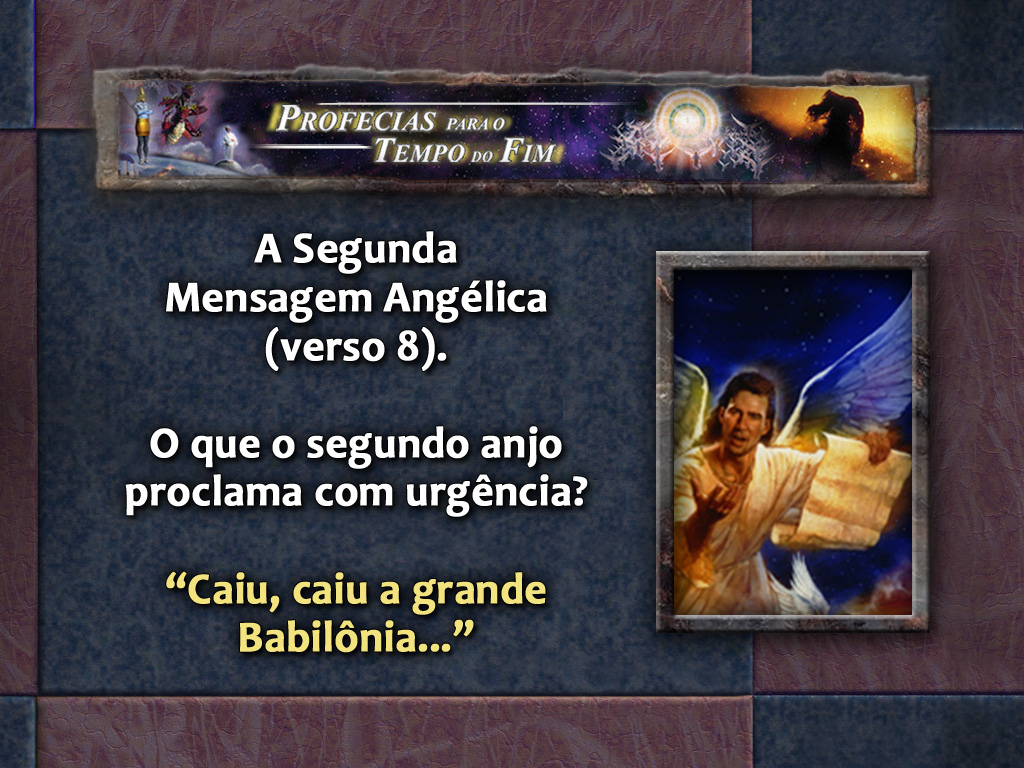 PROFECIAS PARA O
TEMPO DO FIM
A Segunda
Mensagem Angélica
(verso 8).
O que o segundo anjo
proclama com urgência?
“Caiu, caiu a grande
Babilônia...”